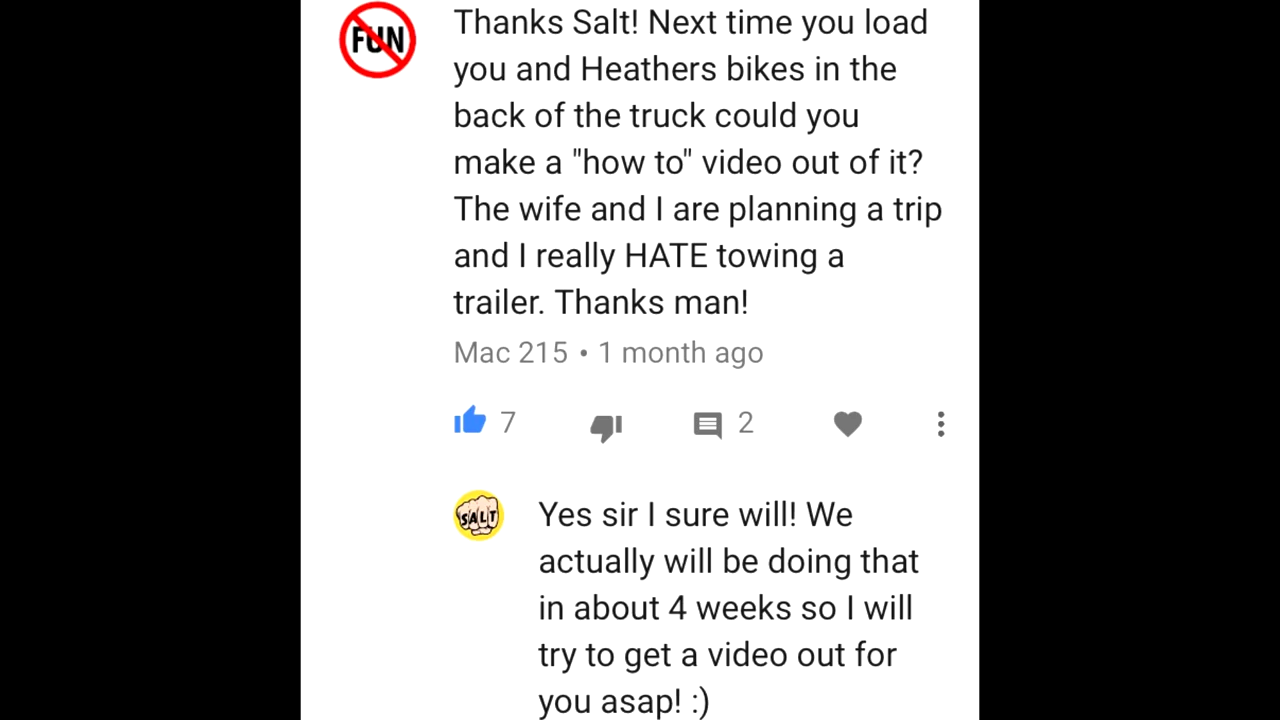 FUN
Thanks Salt! Next time you load
you and Heathers bikes in the
back of the truck could you
make a "how to" video out of it?
The wife and I are planning a trip
and I really HATE towing a
trailer. Thanks man!
Mac 215 • 1 month ago
7
2
SALT
Yes sir I sure will! We
actually will be doing that
in about 4 weeks so I will
try to get a video out for
you asap! :)